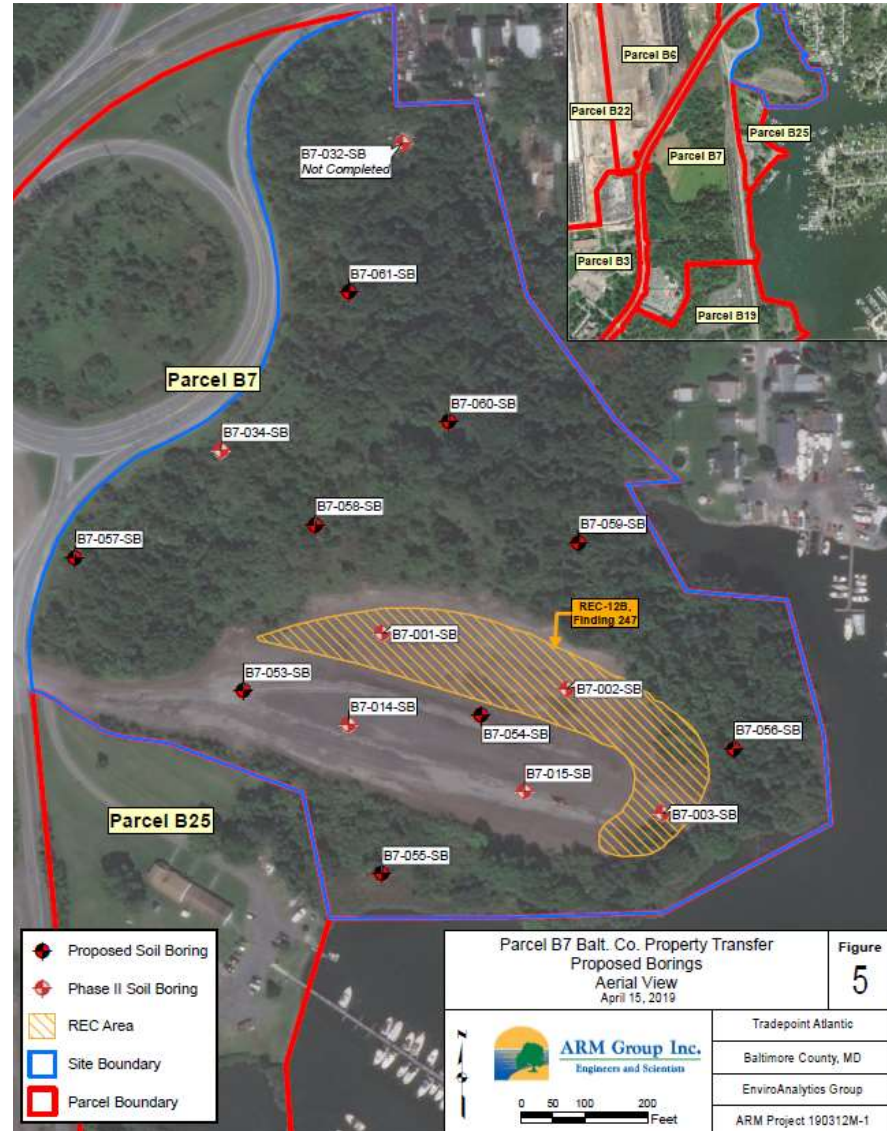 Parcel B6
Parcel B22
Parcel B25
Parcel B7
Parcel B3
Parcel B19
B7-032-SB
Not Completed
B7-061-SB
Parcel B7
B7-060-SB
B7-034-SB
B7-058-SB
B7-057-SB
B7-059-SB
REC-12B,
Finding 247
B7-001-SB
B7-053-SB
B7-002-SB
B7-014-SB
B7-054-SB
B7-056-SB
B7-015-SB
B7-003-SB
Parcel B25
B7-055-SB
Proposed Soil Boring
Phase II Soil Boring
REC Area
Site Boundary
Parcel Boundary
Parcel B7 Balt. Co. Property Transfer
Proposed Borings
Aerial View
April 15, 2019
Figure
5
N
ARM Group Inc.
Engineers and Scientists
0 50 100 200
Feet
Tradepoint Atlantic
Baltimore County, MD
EnviroAnalytics Group
ARM Project 190312M-1